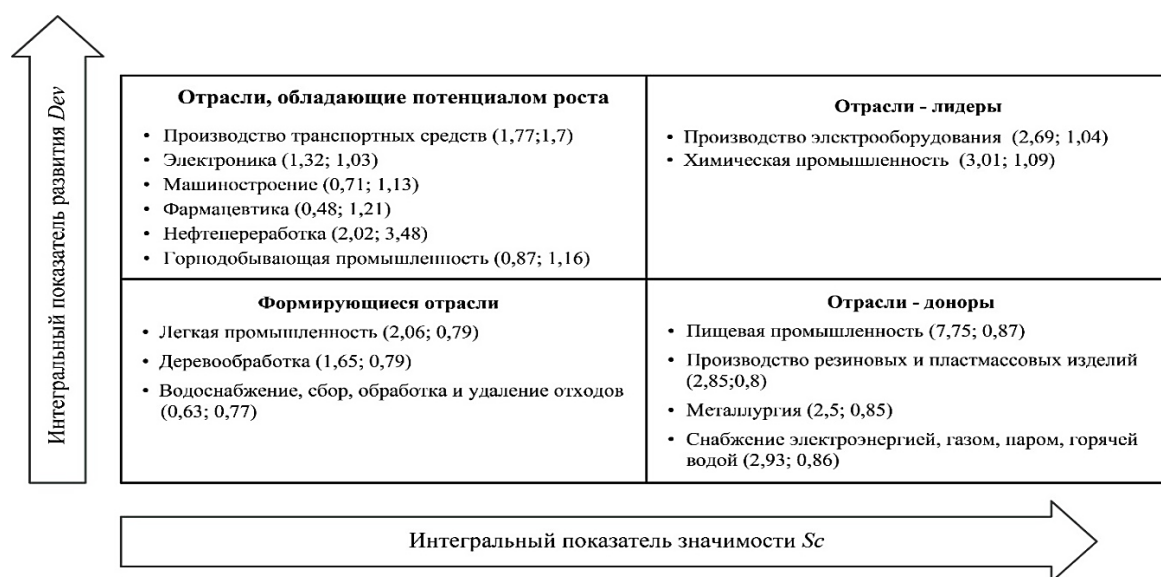 Интегральный показатель развития Dev
Отрасли, обладающие потенциалом роста
• Производство транспортных средств (1,77;1,7)
• Электроника (1,32; 1,03)
• Машиностроение (0,71; 1,13)
• Фармацевтика (0,48; 1,21)
• Нефтепереработка (2,02; 3,48)
• Горнодобывающая промышленность (0,87; 1,16)
Отрасли - лидеры
• Производство электрооборудования (2,69; 1,04)
• Химическая промышленность (3,01; 1,09)
Формирующиеся отрасли
• Легкая промышленность (2,06; 0,79)
• Деревообработка (1,65; 0,79)
• Водоснабжение, сбор, обработка и удаление отходов
(0,63; 0,77)
Отрасли - доноры
• Пищевая промышленность (7,75; 0,87)
• Производство резиновых и пластмассовых изделий
(2,85;0,8)
• Металлургия (2,5; 0,85)
• Снабжение электроэнергией, газом, паром, горячей
водой (2,93; 0,86)
Интегральный показатель значимости Sc